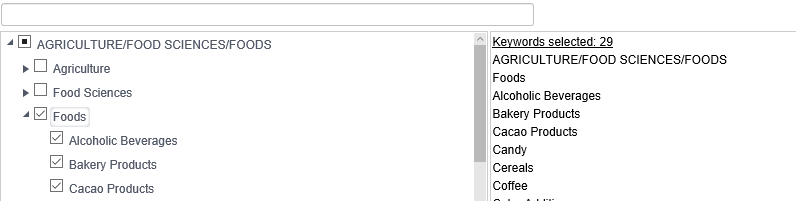 AGRICULTURE/FOOD SCIENCES/FOODS
Agriculture
Food Sciences
Foods
Alcoholic Beverages
Bakery Products
Cacao Products
Keywords selected: 29
AGRICULTURE/FOOD SCIENCES/FOODS
Foods
Alcoholic Beverages
Bakery Products
Cacao Products
Candy
Cereals
Coffee